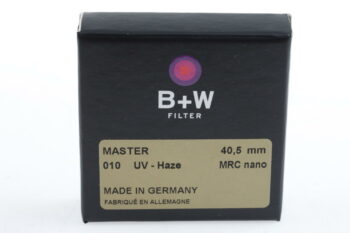 B+W
FILTER
MASTER 40,5 mm
010 UV - Haze MRC nano
MADE IN GERMANY
FABRIQUÉ EN ALLEMAGNE